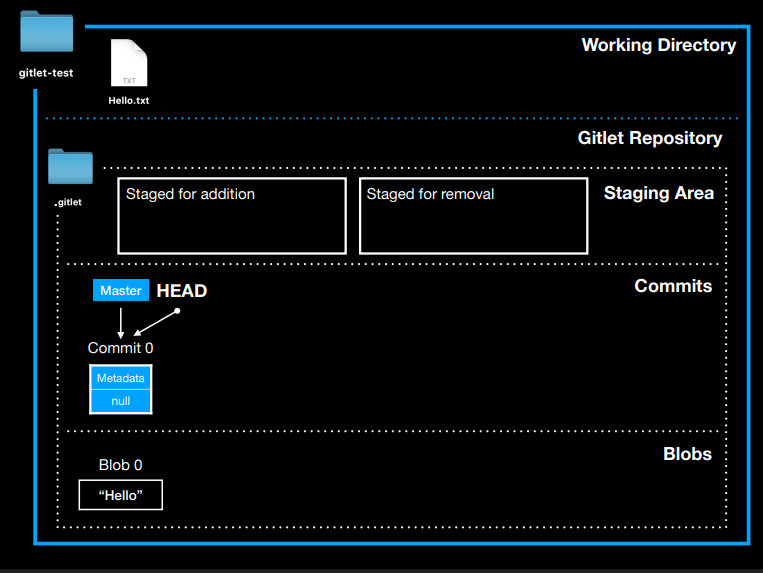 Working Directory
gitlet-test
TXT
Hello.txt
Gitlet Repository
.gitlet
Staged for addition
Staged for removal
Staging Area
Master
HEAD
Commits
Commit 0
Metadata
null
Blobs
Blob 0
“Hello”